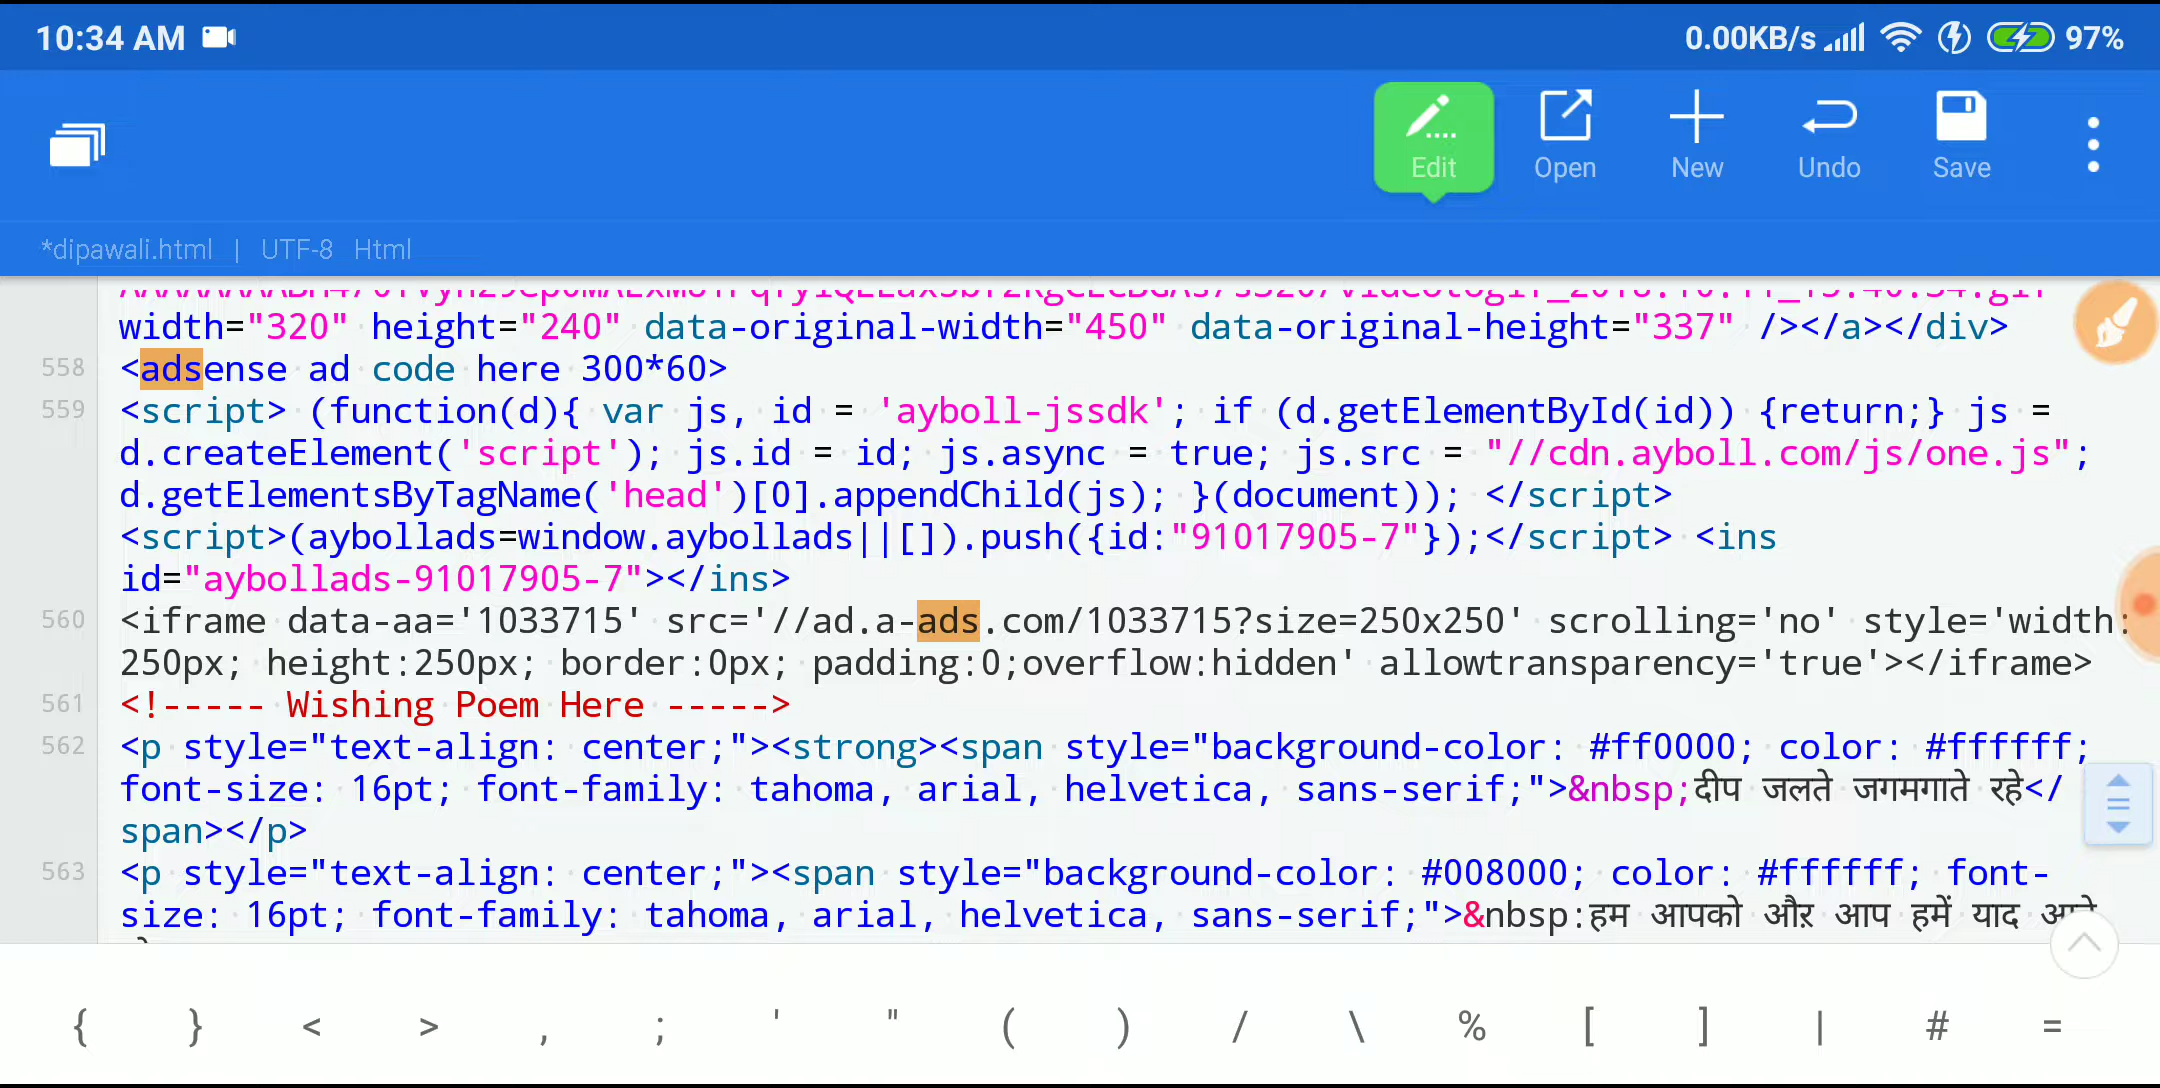 10:34 AM 0.00KB/s 97%
Edit Open New Undo Save
*dipawali.html | UTF-8 Html
width="320" height="240" data-original-width="450" data-original-height="337" /></a></div>
558 <adsense ad code here 300*60>
559 <script> (function(d){ var js, id = 'ayboll-jssdk'; if (d.getElementById(id)) {return;} js =
d.createElement('script'); js.id = id; js.async = true; js.src = "//cdn.ayboll.com/js/one.js";
d.getElementsByTagName('head')[0].appendChild(js); }(document)); </script>
<script>(aybollads=window.aybollads||[]).push({id:"91017905-7"});</script> <ins
id="aybollads-91017905-7"></ins>
560 <iframe data-aa='1033715' src='//ad.a-ads.com/1033715?size=250x250' scrolling='no' style='width:
250px; height:250px; border:0px; padding:0;overflow:hidden' allowtransparency='true'></iframe>
561 <!----- Wishing Poem Here ----->
562 <p style="text-align: center;"><strong><span style="background-color: #ff0000; color: #ffffff;
font-size: 16pt; font-family: tahoma, arial, helvetica, sans-serif;">&nbsp;दीप जलते जगमगाते रहे</
span></p>
563 <p style="text-align: center;"><span style="background-color: #008000; color: #ffffff; font-
size: 16pt; font-family: tahoma, arial, helvetica, sans-serif;">&nbsp:हम आपको और आप हमें याद आते
{ } < > , ; ' " ( ) / \ % [ ] | # =